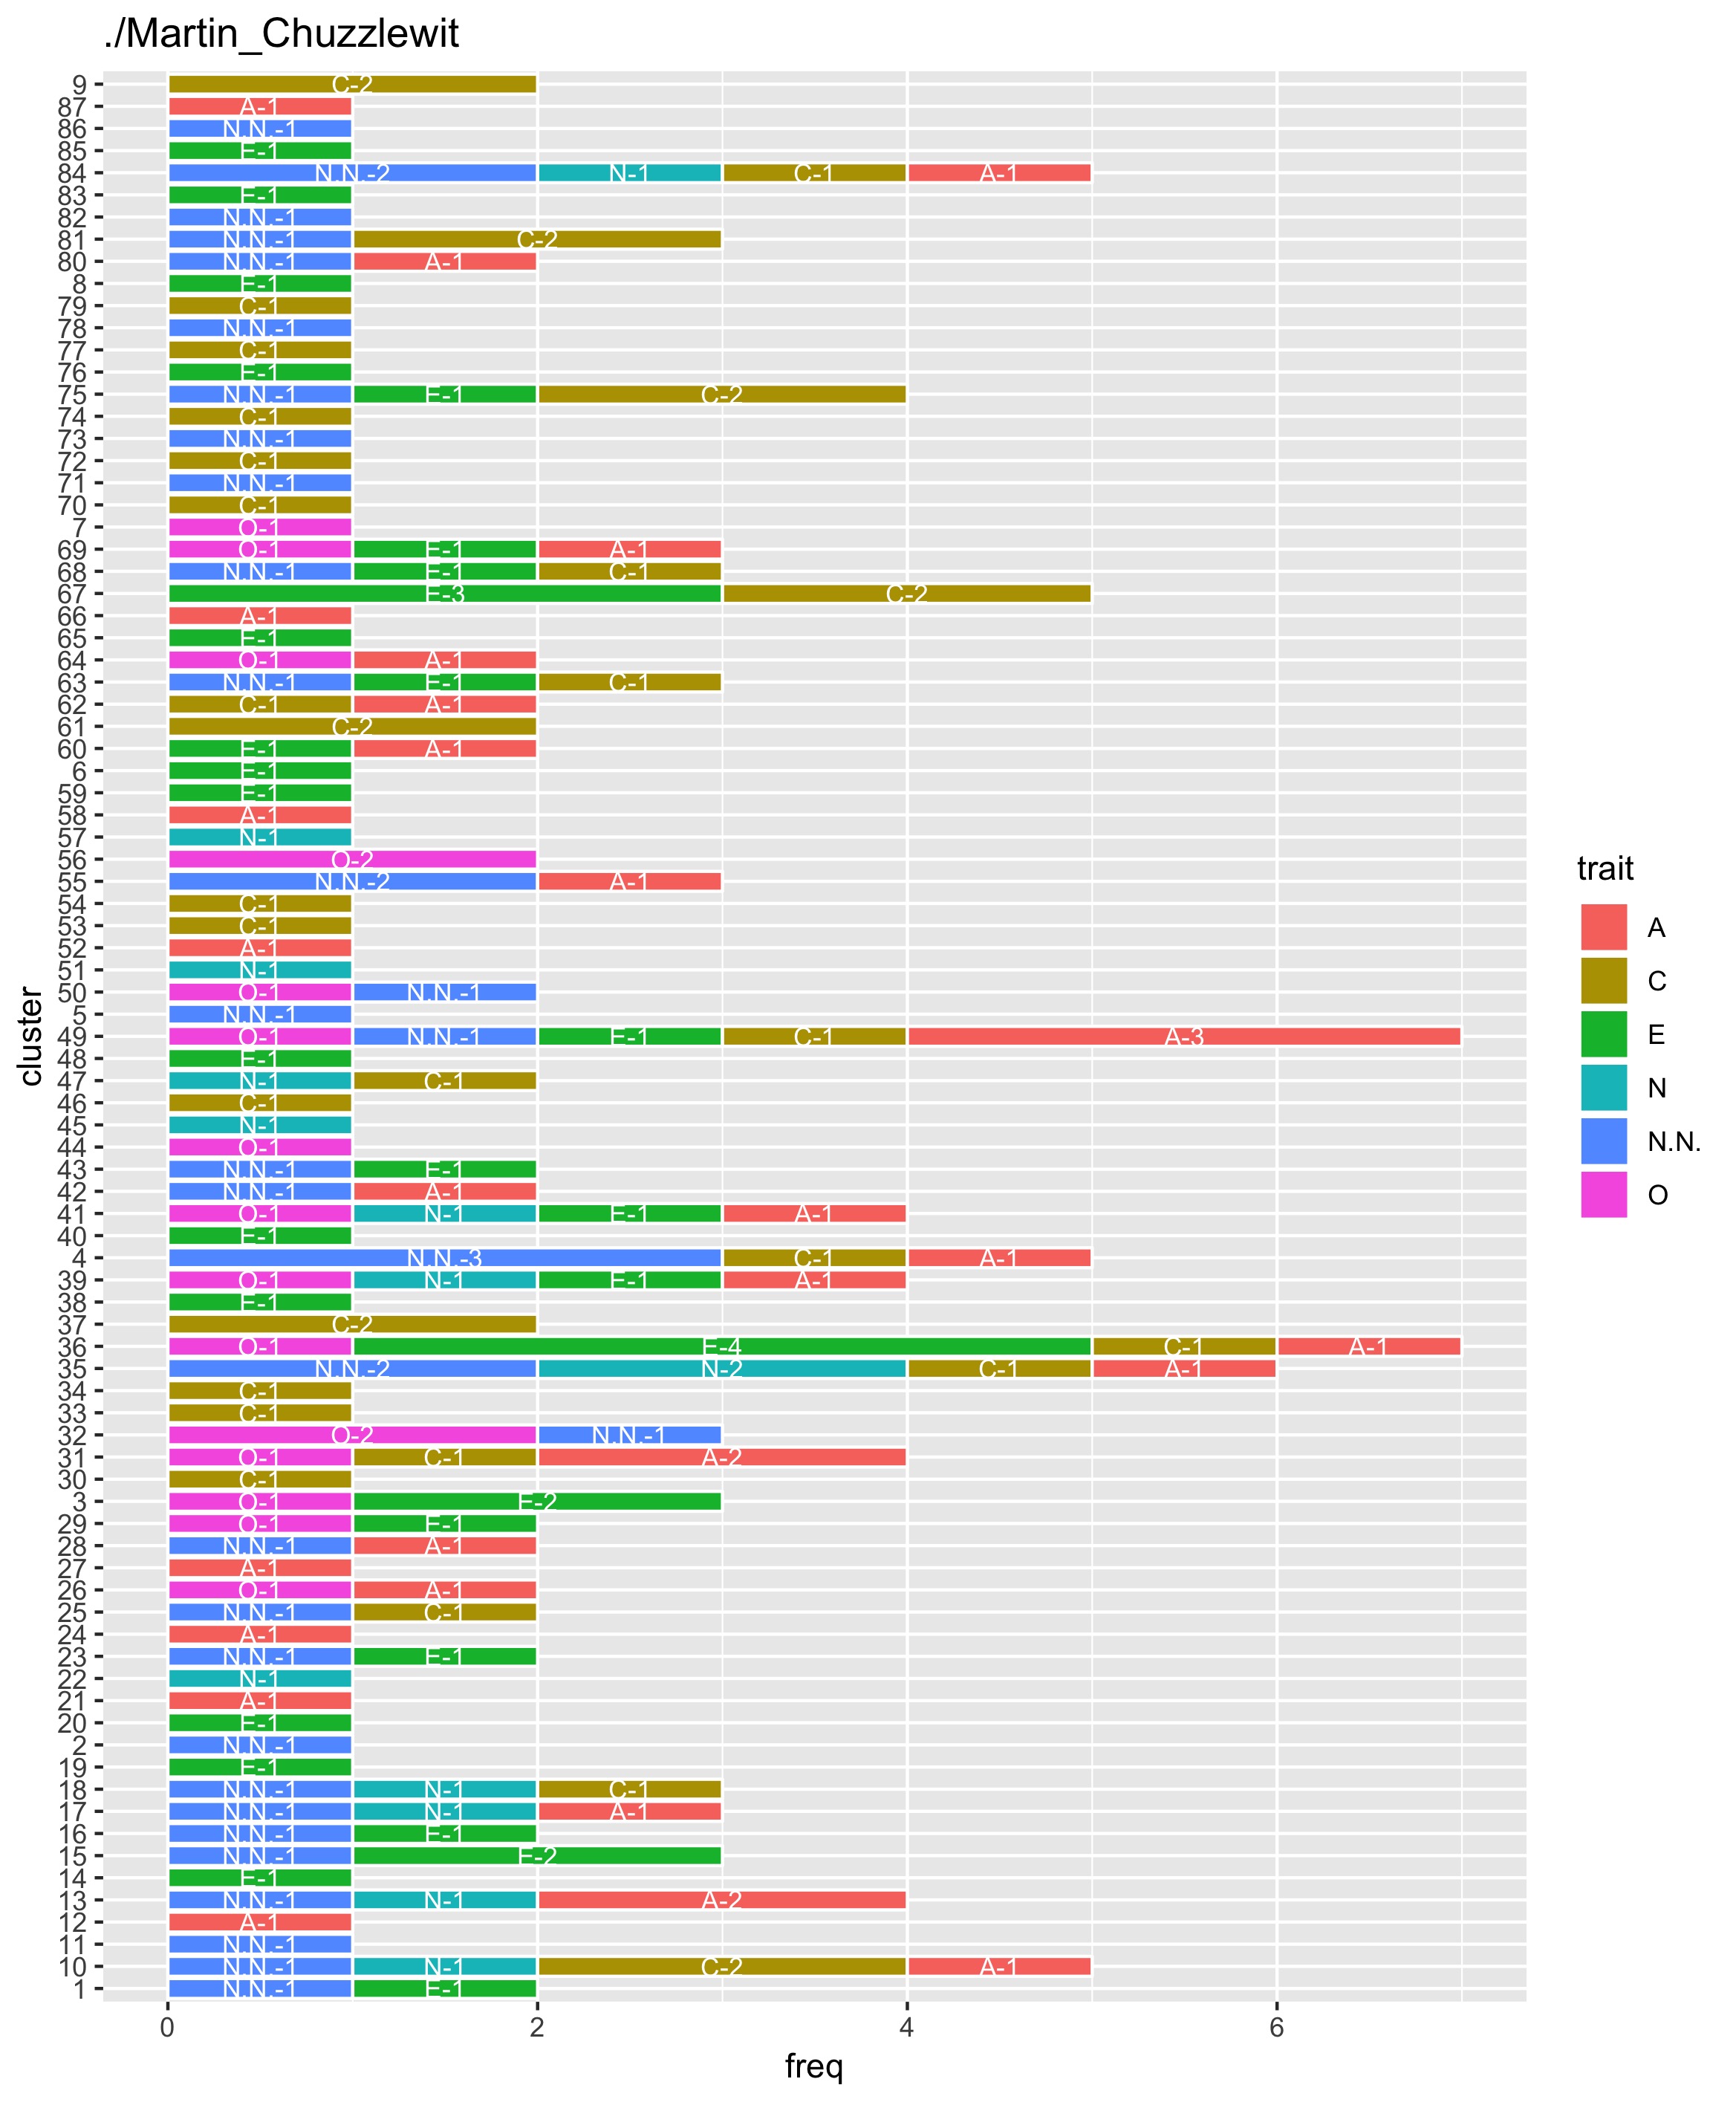 ./Martin_Chuzzlewit
9 C-2
87 A-1
86 N.N.-1
85 E-1
84 N.N.-2 N-1 C-1 A-1
83 E-1
82 N.N.-1
81 N.N.-1 C-2
80 N.N.-1 A-1
8 E-1
79 C-1
78 N.N.-1
77 C-1
76 E-1
75 N.N.-1 E-1 C-2
74 C-1
73 N.N.-1
72 C-1
71 N.N.-1
70 C-1
7 O-1
69 O-1 E-1 A-1
68 N.N.-1 E-1 C-1
67 E-3 C-2
66 A-1
65 E-1
64 O-1 A-1
63 N.N.-1 E-1 C-1
62 C-1 A-1
61 C-2
60 E-1 A-1
6 E-1
59 E-1
58 A-1
57 N-1
56 O-2
55 N.N.-2 A-1
54 C-1
53 C-1
52 A-1
51 N-1
50 O-1 N.N.-1
5 N.N.-1
49 O-1 N.N.-1 E-1 C-1 A-3
48 E-1
47 N-1 C-1
46 C-1
45 N-1
44 O-1
43 N.N.-1 E-1
42 N.N.-1 A-1
41 O-1 N-1 E-1 A-1
40 E-1
4 N.N.-3 C-1 A-1
39 O-1 N-1 E-1 A-1
38 E-1
37 C-2
36 O-1 E-4 C-1 A-1
35 N.N.-2 N-2 C-1 A-1
34 C-1
33 C-1
32 O-2 N.N.-1
31 O-1 C-1 A-2
30 C-1
3 O-1 E-2
29 O-1 E-1
28 N.N.-1 A-1
27 A-1
26 O-1 A-1
25 N.N.-1 C-1
24 A-1
23 N.N.-1 E-1
22 N-1
21 A-1
20 E-1
2 N.N.-1
19 E-1
18 N.N.-1 N-1 C-1
17 N.N.-1 N-1 A-1
16 N.N.-1 E-1
15 N.N.-1 E-2
14 E-1
13 N.N.-1 N-1 A-2
12 A-1
11 N.N.-1
10 N.N.-1 N-1 C-2 A-1
1 N.N.-1 E-1
0 2 4 6
freq
cluster
trait
A
C
E
N
N.N.
O